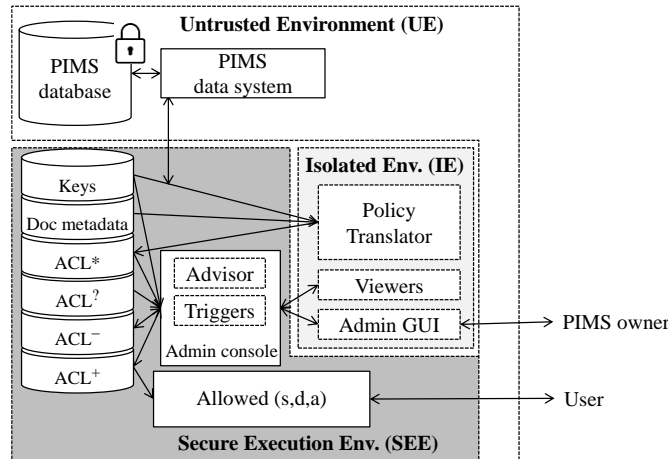 Untrusted Environment (UE)
PIMS
database
PIMS
data system
Isolated Env. (IE)
Keys
Policy
Translator
Doc metadata
ACL*
Advisor
ACL?
Viewers
Triggers
ACL−
Admin GUI
PIMS owner
Admin console
ACL+
Allowed (s,d,a)
User
Secure Execution Env. (SEE)